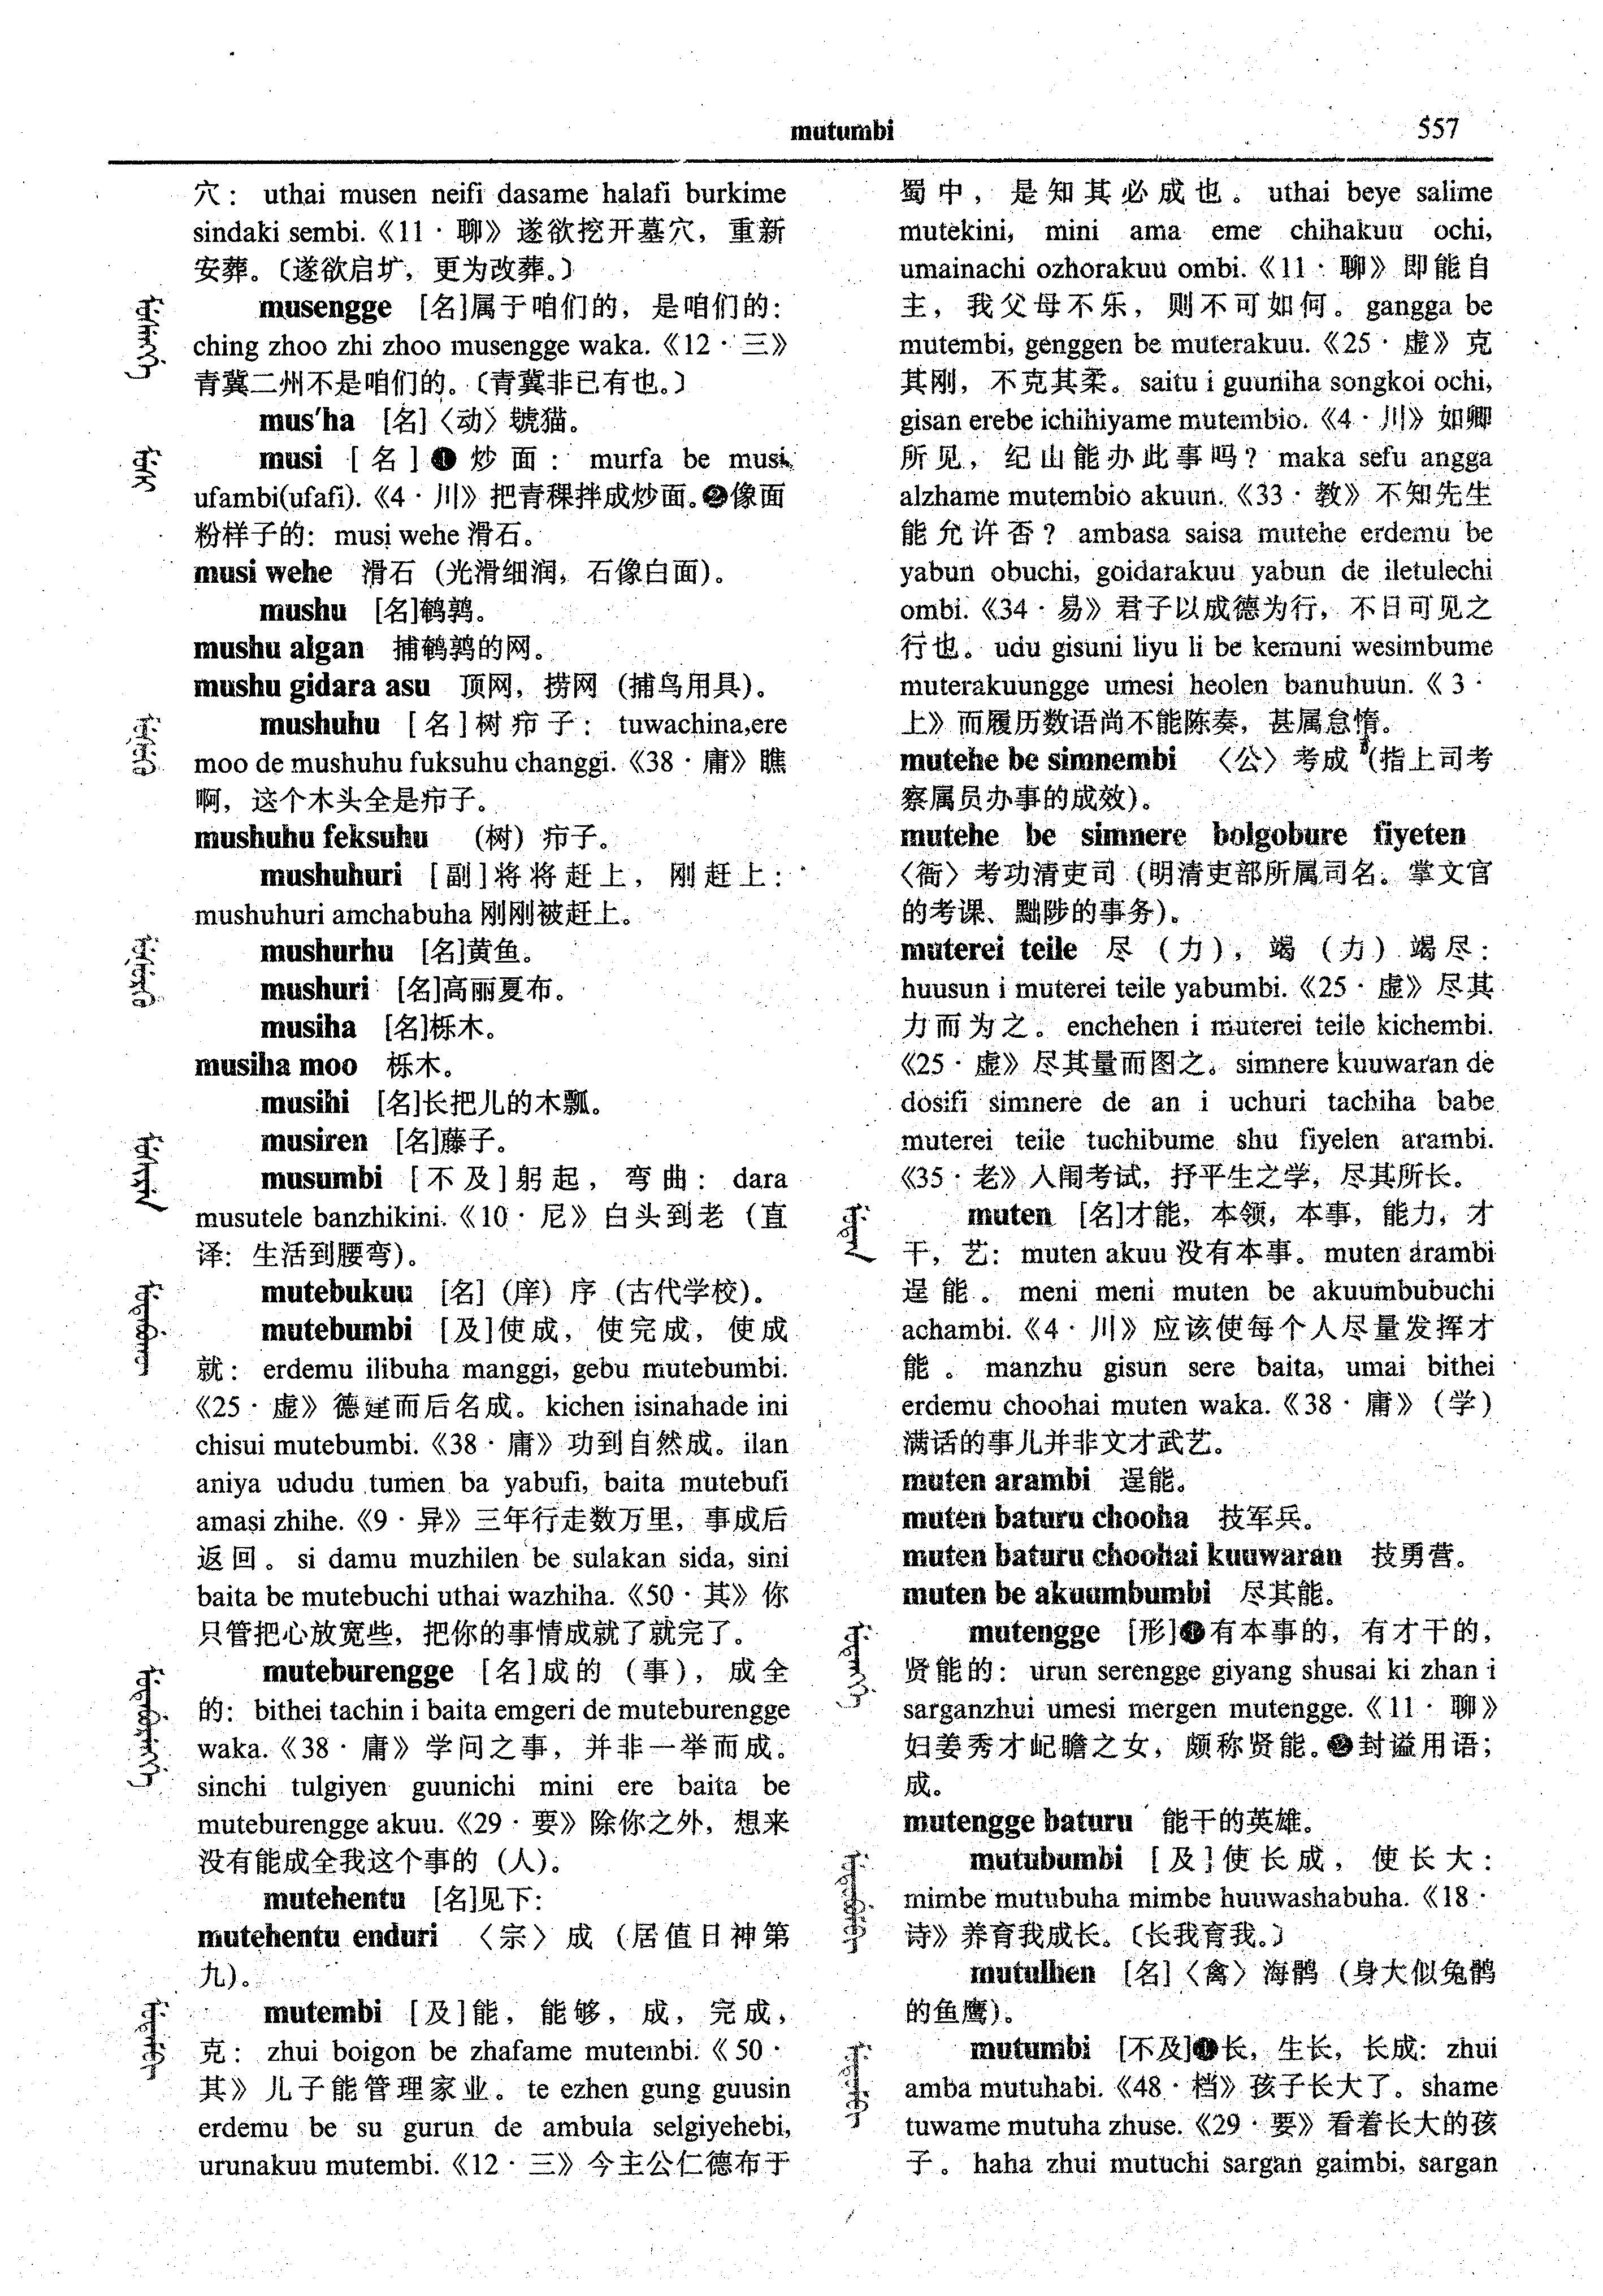 mutumbi
557
穴：uthai musen neifi dasame halafi burkime
sindaki sembi.《11·聊》遂欲挖开墓穴，重新
安葬。〔遂欲启圹，更为改葬。〕
musengge [名]属于咱们的，是咱们的：
ching zhoo zhi zhoo musengge waka.《12·三》
青冀二州不是咱们的。〔青冀非已有也。〕
mus'ha [名]〈动〉虢猫。
musi [名]❶炒面：murfa be musi
ufambi(ufafi).《4·川》把青稞拌成炒面。❷像面
粉样子的：musi wehe 滑石。
musi wehe 滑石（光滑细润，石像白面）。
mushu [名]鹌鹑。
mushu algan 捕鹌鹑的网。
mushu gidara asu 顶网，捞网（捕鸟用具）。
mushuhu [名]树疖子：tuwachina,ere
moo de mushuhu fuksuhu changgi.《38·庸》瞧
啊，这个木头全是疖子。
mushuhu feksuhu （树）疖子。
mushuhuri [副]将将赶上，刚赶上：
mushuhuri amchabuha 刚刚被赶上。
mushurhu [名]黄鱼。
mushuri [名]高丽夏布。
musiha [名]栎木。
musiha moo 栎木。
musihi [名]长把儿的木瓢。
musiren [名]藤子。
musumbi [不及]躬起，弯曲：dara
musutele banzhikini.《10·尼》白头到老（直
译：生活到腰弯）。
mutebukuu [名]（庠）序（古代学校）。
mutebumbi [及]使成，使完成，使成
就：erdemu ilibuha manggi, gebu mutebumbi.
《25·虚》德建而后名成。kichen isinahade ini
chisui mutebumbi.《38·庸》功到自然成。ilan
aniya ududu tumen ba yabufi, baita mutebufi
amasi zhihe.《9·异》三年行走数万里，事成后
返回。si damu muzhilen be sulakan sida, sini
baita be mutebuchi uthai wazhiha.《50·其》你
只管把心放宽些，把你的事情成就了就完了。
muteburengge [名]成的（事），成全
的：bithei tachin i baita emgeri de muteburengge
waka.《38·庸》学问之事，并非一举而成。
sinchi tulgiyen guunichi mini ere baita be
muteburengge akuu.《29·要》除你之外，想来
没有能成全我这个事的（人）。
mutehentu [名]见下：
mutehentu enduri 〈宗〉成（居值日神第
九）。
mutembi [及]能，能够，成，完成，
克：zhui boigon be zhafame mutembi.《50·
其》儿子能管理家业。te ezhen gung guusin
erdemu be su gurun de ambula selgiyehebi,
urunakuu mutembi.《12·三》今主公仁德布于
蜀中，是知其必成也。uthai beye salime
mutekini, mini ama eme chihakuu ochi,
umainachi ozhorakuu ombi.《11·聊》即能自
主，我父母不乐，则不可如何。gangga be
mutembi, genggen be muterakuu.《25·虚》克
其刚，不克其柔。saitu i guuniha songkoi ochi,
gisan erebe ichihiyame mutembio.《4·川》如卿
所见，纪山能办此事吗？maka sefu angga
alzhame mutembio akuun.《33·教》不知先生
能允许否？ambasa saisa mutehe erdemu be
yabun obuchi, goidarakuu yabun de iletulechi
ombi.《34·易》君子以成德为行，不日可见之
行也。udu gisuni liyu li be kemuni wesimbume
muterakuungge umesi heolen banuhuun.《3·
上》而履历数语尚不能陈奏，甚属怠惰。
mutehe be simnembi 〈公〉考成（指上司考
察属员办事的成效）。
mutehe be simnere bolgobure fiyeten
〈衙〉考功清吏司（明清吏部所属司名。掌文官
的考课、黜陟的事务）。
muterei teile 尽（力），竭（力）竭尽：
huusun i muterei teile yabumbi.《25·虚》尽其
力而为之。enchehen i muterei teile kichembi.
《25·虚》尽其量而图之。simnere kuuwaran de
dosifi simnere de an i uchuri tachiha babe
muterei teile tuchibume shu fiyelen arambi.
《35·老》入闱考试，抒平生之学，尽其所长。
muten [名]才能，本领，本事，能力，才
干，艺：muten akuu 没有本事。muten arambi
逞能。meni meni muten be akuumbubuchi
achambi.《4·川》应该使每个人尽量发挥才
能。manzhu gisun sere baita, umai bithei
erdemu choohai muten waka.《38·庸》（学）
满话的事儿并非文才武艺。
muten arambi 逞能。
muten baturu chooha 技军兵。
muten baturu choohai kuuwaran 技勇营。
muten be akuumbumbi 尽其能。
mutengge [形]❶有本事的，有才干的，
贤能的：urun serengge giyang shusai ki zhan i
sarganzhui umesi mergen mutengge.《11·聊》
妇姜秀才屺瞻之女，颇称贤能。❷封谥用语；
成。
mutengge baturu 能干的英雄。
mutubumbi [及]使长成，使长大：
mimbe mutubuha mimbe huuwashabuha.《18·
诗》养育我成长。〔长我育我。〕
mutulhen [名]〈禽〉海鹘（身大似兔鹘
的鱼鹰）。
mutumbi [不及]❶长，生长，长成：zhui
amba mutuhabi.《48·档》孩子长大了。shame
tuwame mutuha zhuse.《29·要》看着长大的孩
子。haha zhui mutuchi sargan gaimbi, sargan